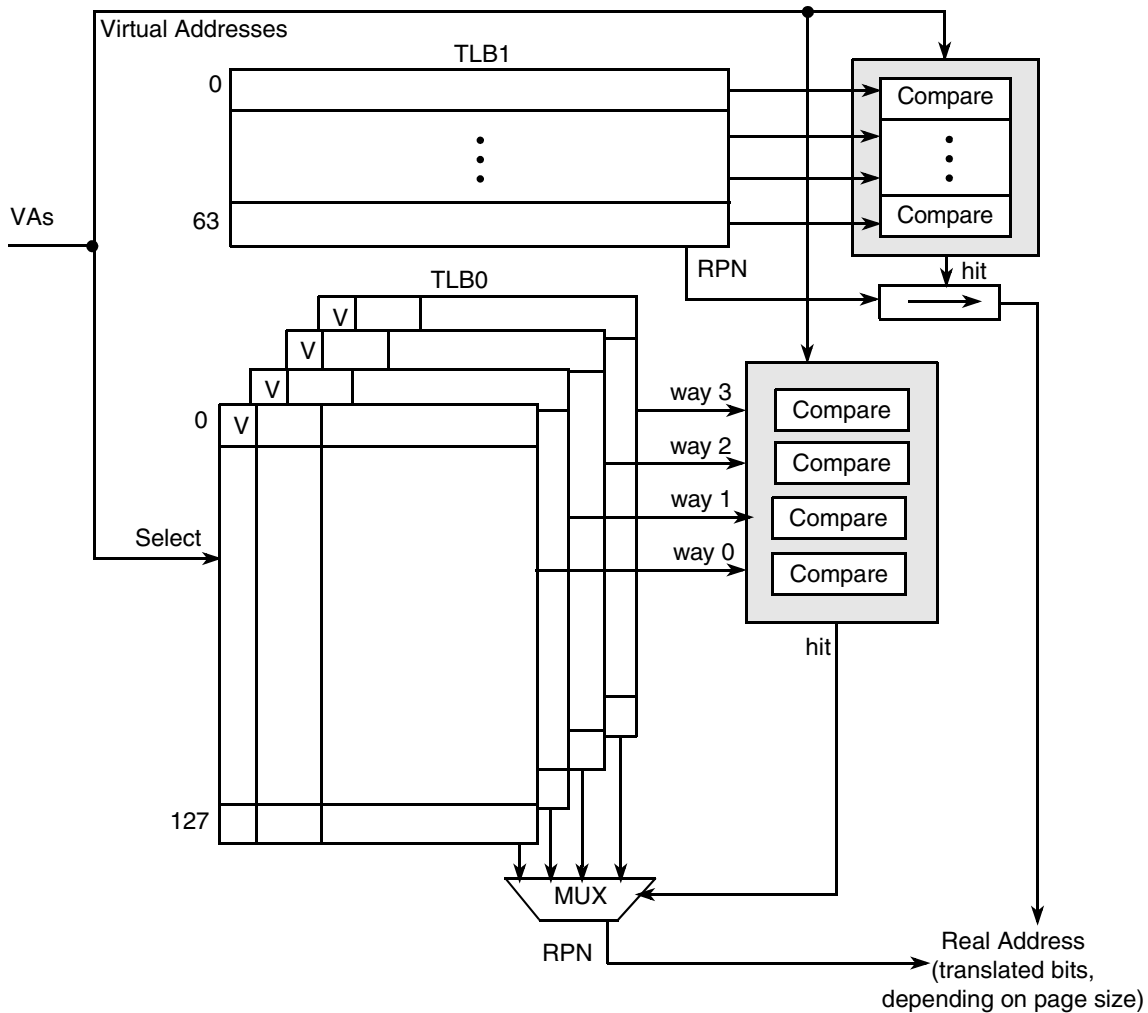 Virtual Addresses
TLB1
0
Compare
63
Compare
VAs
RPN
hit
TLB0
V
V
V
0
V
way 3
Compare
way 2
Compare
way 1
Compare
way 0
Compare
Select
hit
127
MUX
RPN
Real Address
(translated bits,
depending on page size)